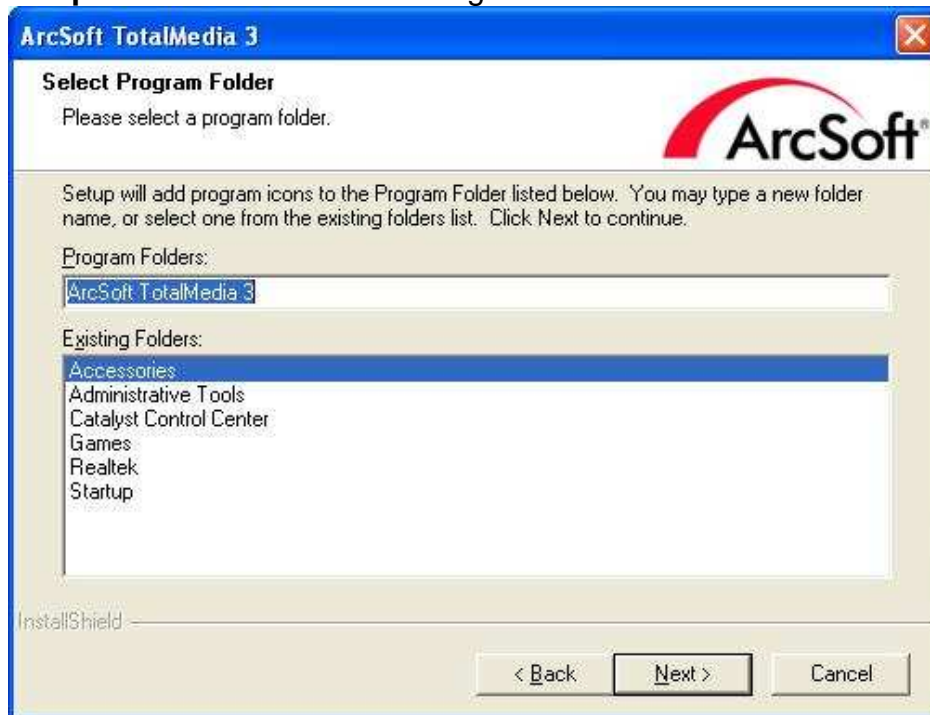 ArcSoft TotalMedia 3
Select Program Folder
Please select a program folder.
ArcSoft®
Setup will add program icons to the Program Folder listed below. You may type a new folder
name, or select one from the existing folders list. Click Next to continue.
Program Folders:
ArcSoft TotalMedia 3
Existing Folders:
Accessories
Administrative Tools
Catalyst Control Center
Games
Realtek
Startup
InstallShield
< Back
Next >
Cancel